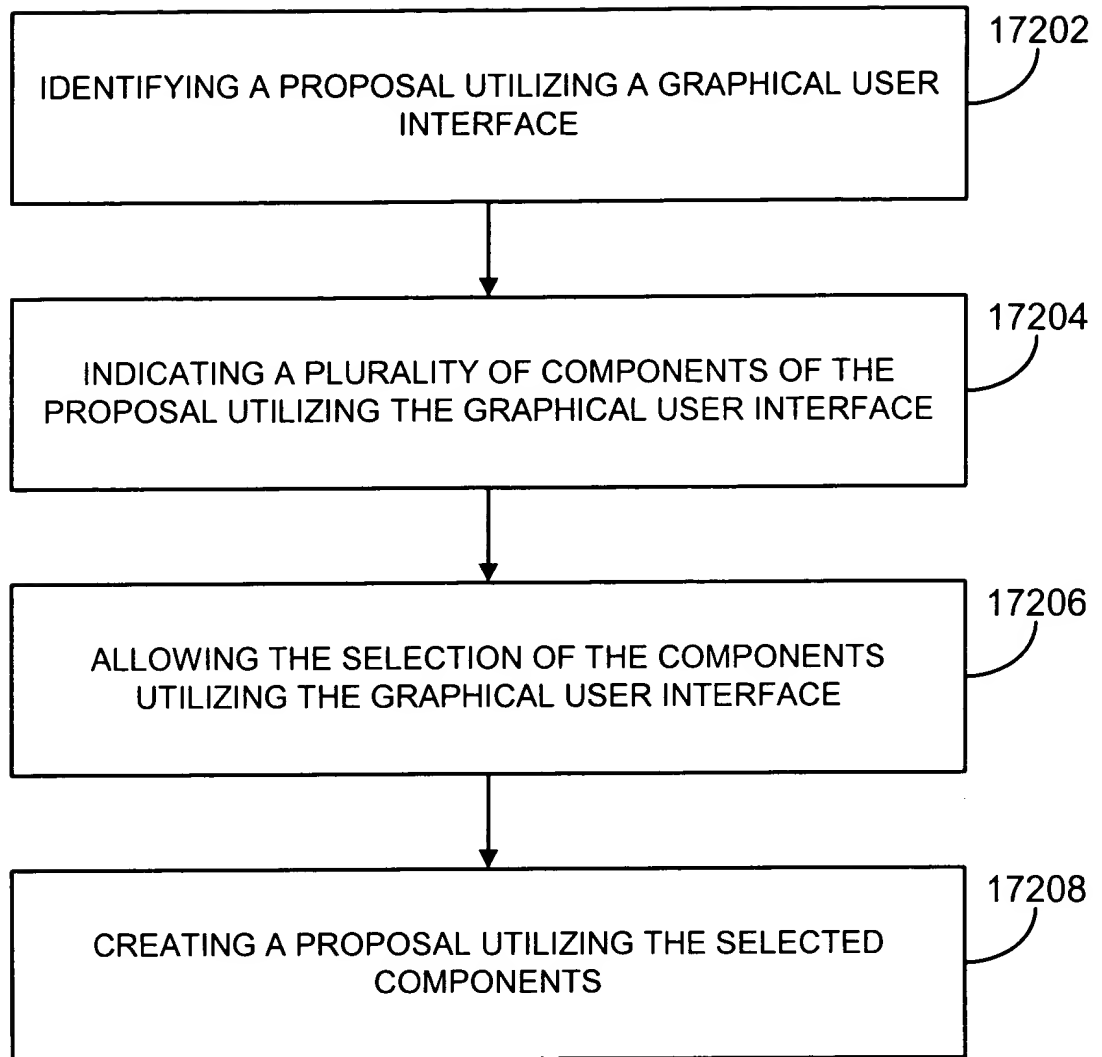 17202
IDENTIFYING A PROPOSAL UTILIZING A GRAPHICAL USER
INTERFACE
17204
INDICATING A PLURALITY OF COMPONENTS OF THE
PROPOSAL UTILIZING THE GRAPHICAL USER INTERFACE
17206
ALLOWING THE SELECTION OF THE COMPONENTS
UTILIZING THE GRAPHICAL USER INTERFACE
17208
CREATING A PROPOSAL UTILIZING THE SELECTED
COMPONENTS